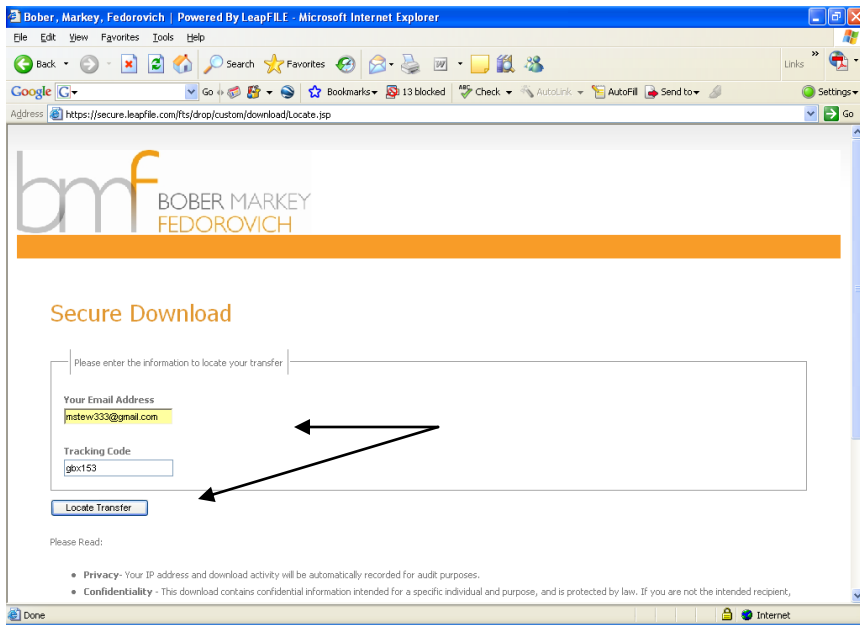 Bober, Markey, Fedorovich | Powered By LeapFILE - Microsoft Internet Explorer
File Edit View Favorites Tools Help
Back Search Favorites Links »
Google G Go Bookmarks 13 blocked ABC Check AutoLink AutoFill Send to Settings
Address https://secure.leapfile.com/fts/drop/custom/download/Locate.jsp Go
bmf BOBER MARKEY
FEDOROVICH
Secure Download
Please enter the information to locate your transfer
Your Email Address
mstew333@gmail.com
Tracking Code
gbx153
Locate Transfer
Please Read:
• Privacy- Your IP address and download activity will be automatically recorded for audit purposes.
• Confidentiality - This download contains confidential information intended for a specific individual and purpose, and is protected by law. If you are not the intended recipient,
Done Internet